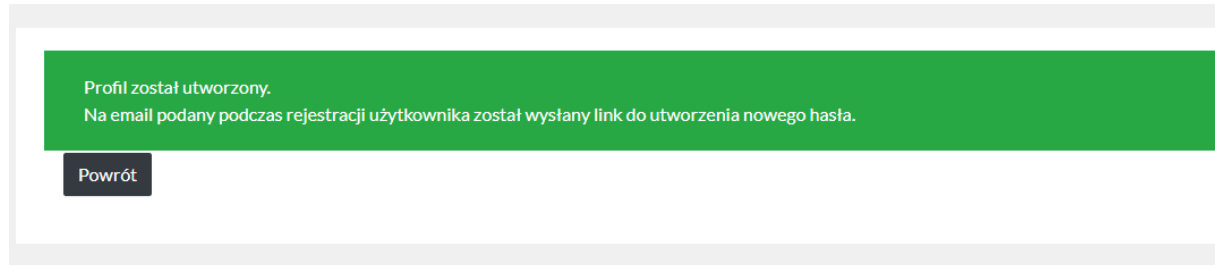 Profil został utworzony.
Na email podany podczas rejestracji użytkownika został wysłany link do utworzenia nowego hasła.
Powrót